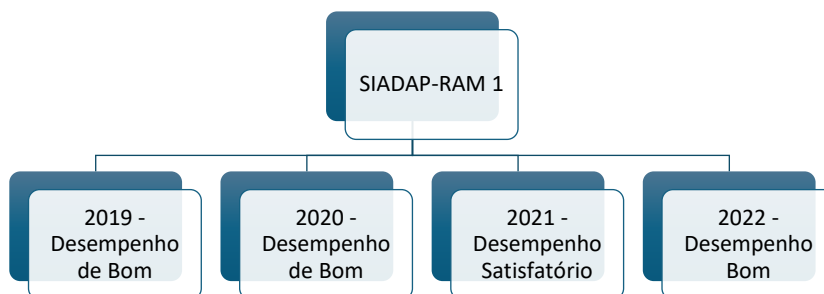 SIADAP-RAM 1
2019 -
Desempenho
de Bom
2020 -
Desempenho
de Bom
2021 -
Desempenho
Satisfatório
2022 -
Desempenho
Bom